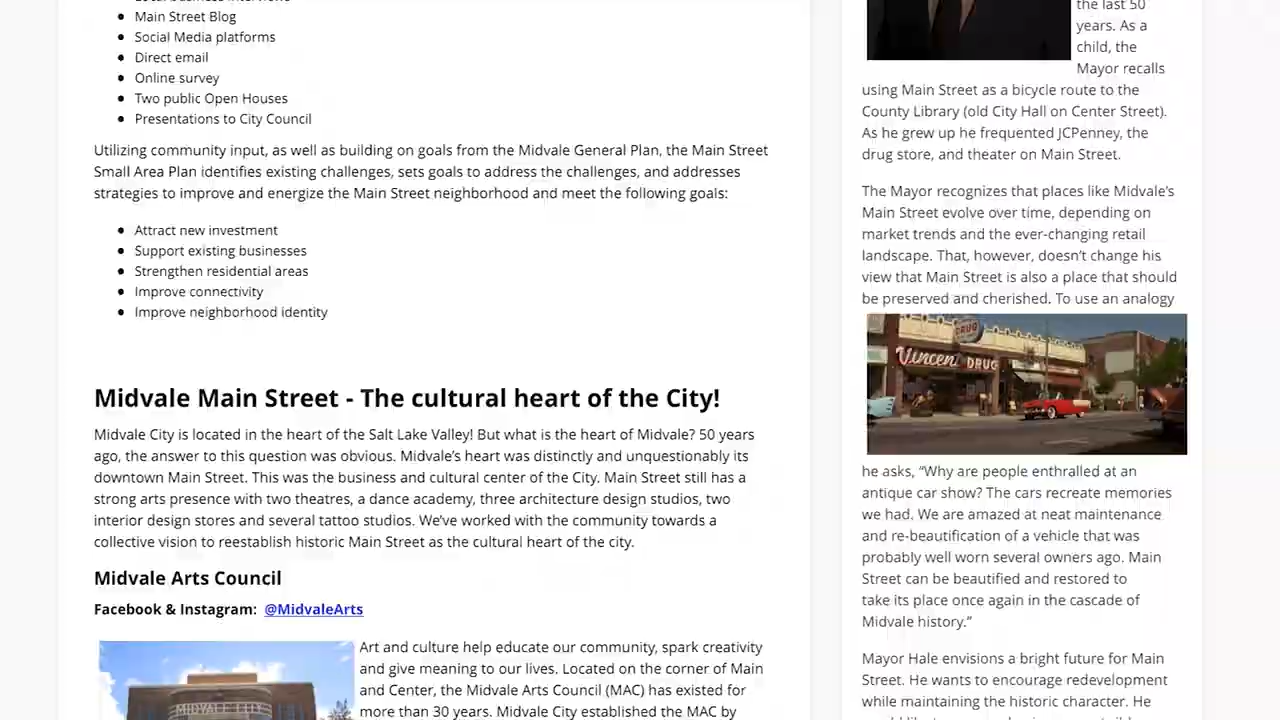 Main Street Blog
Social Media platforms
Direct email
Online survey
Two public Open Houses
Presentations to City Council
Utilizing community input, as well as building on goals from the Midvale General Plan, the Main Street
Small Area Plan identifies existing challenges, sets goals to address the challenges, and addresses
strategies to improve and energize the Main Street neighborhood and meet the following goals:
Attract new investment
Support existing businesses
Strengthen residential areas
Improve connectivity
Improve neighborhood identity
Midvale Main Street - The cultural heart of the City!
Midvale City is located in the heart of the Salt Lake Valley! But what is the heart of Midvale? 50 years
ago, the answer to this question was obvious. Midvale’s heart was distinctly and unquestionably its
downtown Main Street. This was the business and cultural center of the City. Main Street still has a
strong arts presence with two theatres, a dance academy, three architecture design studios, two
interior design stores and several tattoo studios. We’ve worked with the community towards a
collective vision to reestablish historic Main Street as the cultural heart of the city.
Midvale Arts Council
Facebook & Instagram: @MidvaleArts
MIDVALE CITY
Art and culture help educate our community, spark creativity
and give meaning to our lives. Located on the corner of Main
and Center, the Midvale Arts Council (MAC) has existed for
more than 30 years. Midvale City established the MAC by
the last 50
years. As a
child, the
Mayor recalls
using Main Street as a bicycle route to the
County Library (old City Hall on Center Street).
As he grew up he frequented JCPenney, the
drug store, and theater on Main Street.
The Mayor recognizes that places like Midvale’s
Main Street evolve over time, depending on
market trends and the ever-changing retail
landscape. That, however, doesn’t change his
view that Main Street is also a place that should
be preserved and cherished. To use an analogy
DRUG
Vincent DRUG
he asks, “Why are people enthralled at an
antique car show? The cars recreate memories
we had. We are amazed at neat maintenance
and re-beautification of a vehicle that was
probably well worn several owners ago. Main
Street can be beautified and restored to
take its place once again in the cascade of
Midvale history.”
Mayor Hale envisions a bright future for Main
Street. He wants to encourage redevelopment
while maintaining the historic character. He